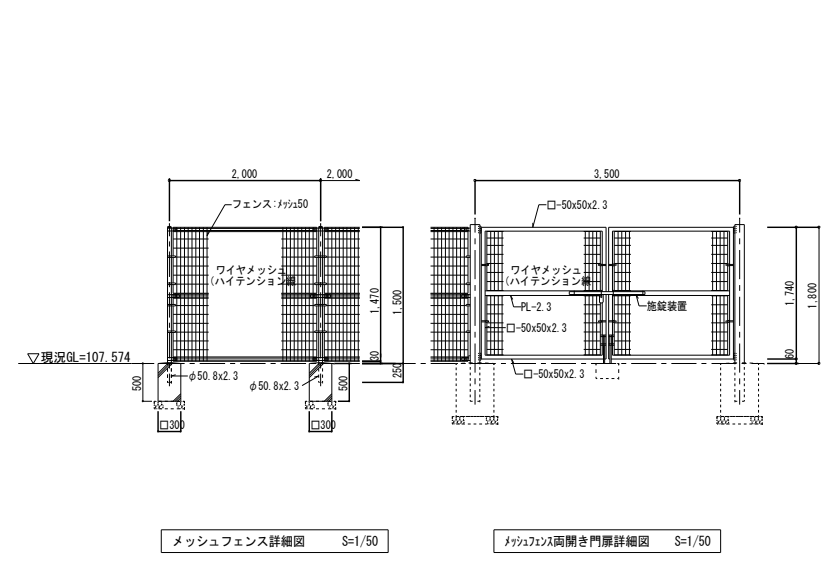 2,000
2,000
フェンス:メッシュ50
ワイヤメッシュ
(ハイテンション線
1,470
1,500
30
250
▽現況GL=107.574
500
φ50.8x2.3
φ50.8x2.3
500
□300
□300
メッシュフェンス詳細図 S=1/50
3,500
□-50x50x2.3
ワイヤメッシュ
(ハイテンション線
PL-2.3
施錠装置
□-50x50x2.3
□-50x50x2.3
1,740
1,800
60
メッシュフェンス両開き門扉詳細図 S=1/50